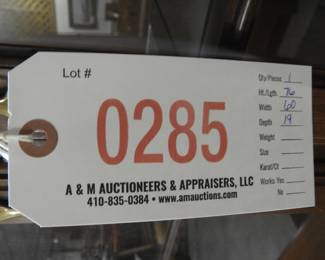 Lot #
0285
A & M AUCTIONEERS & APPRAISERS, LLC
410-835-0384 • www.amauctions.com
Qty/Pieces 1
Ht./Lgth. 76
Width 60
Depth 19
Weight
Size
Karat/Ct
Works Yes
No